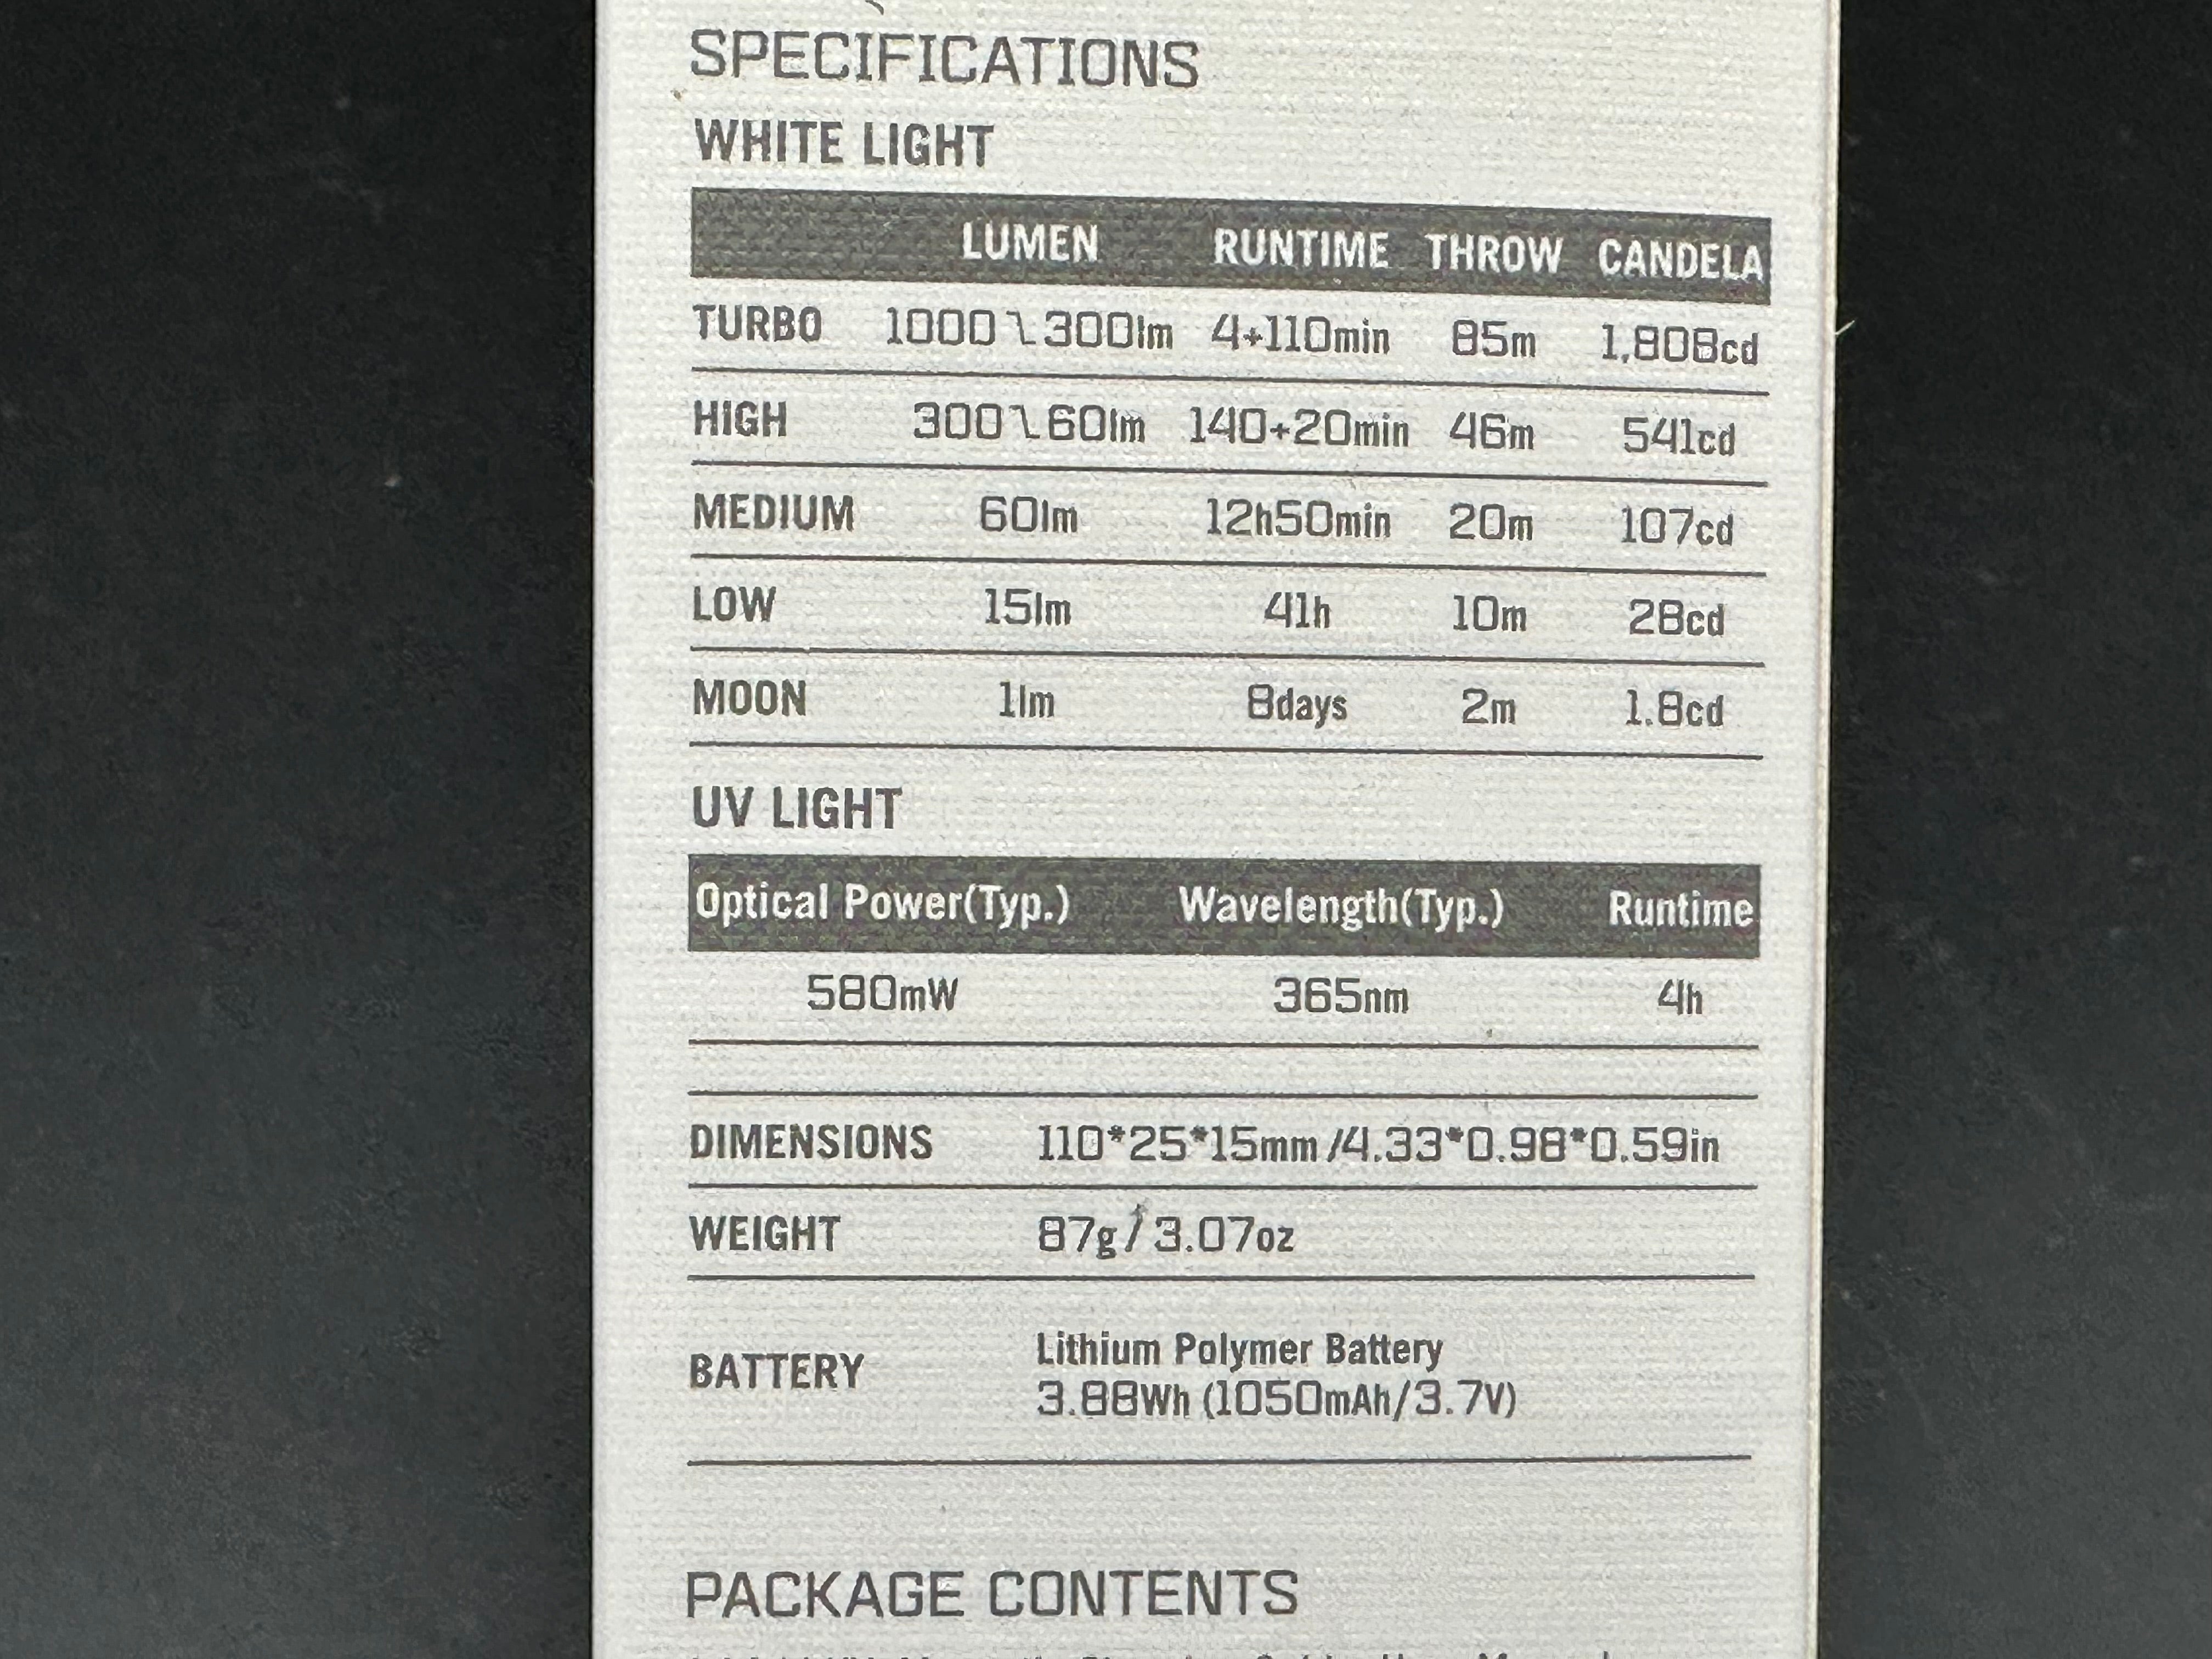 SPECIFICATIONS
WHITE LIGHT
LUMEN RUNTIME THROW CANDELA
TURBO 1000 ⤵ 300lm 4+110min 85m 1,808cd
HIGH 300 ⤵ 60lm 140+20min 46m 541cd
MEDIUM 60lm 12h50min 20m 107cd
LOW 15lm 41h 10m 28cd
MOON 1lm 8days 2m 1.8cd
UV LIGHT
Optical Power(Typ.) Wavelength(Typ.) Runtime
580mW 365nm 4h
DIMENSIONS 110*25*15mm/4.33*0.98*0.59in
WEIGHT 87g/3.07oz
BATTERY Lithium Polymer Battery
3.88Wh (1050mAh/3.7V)
PACKAGE CONTENTS